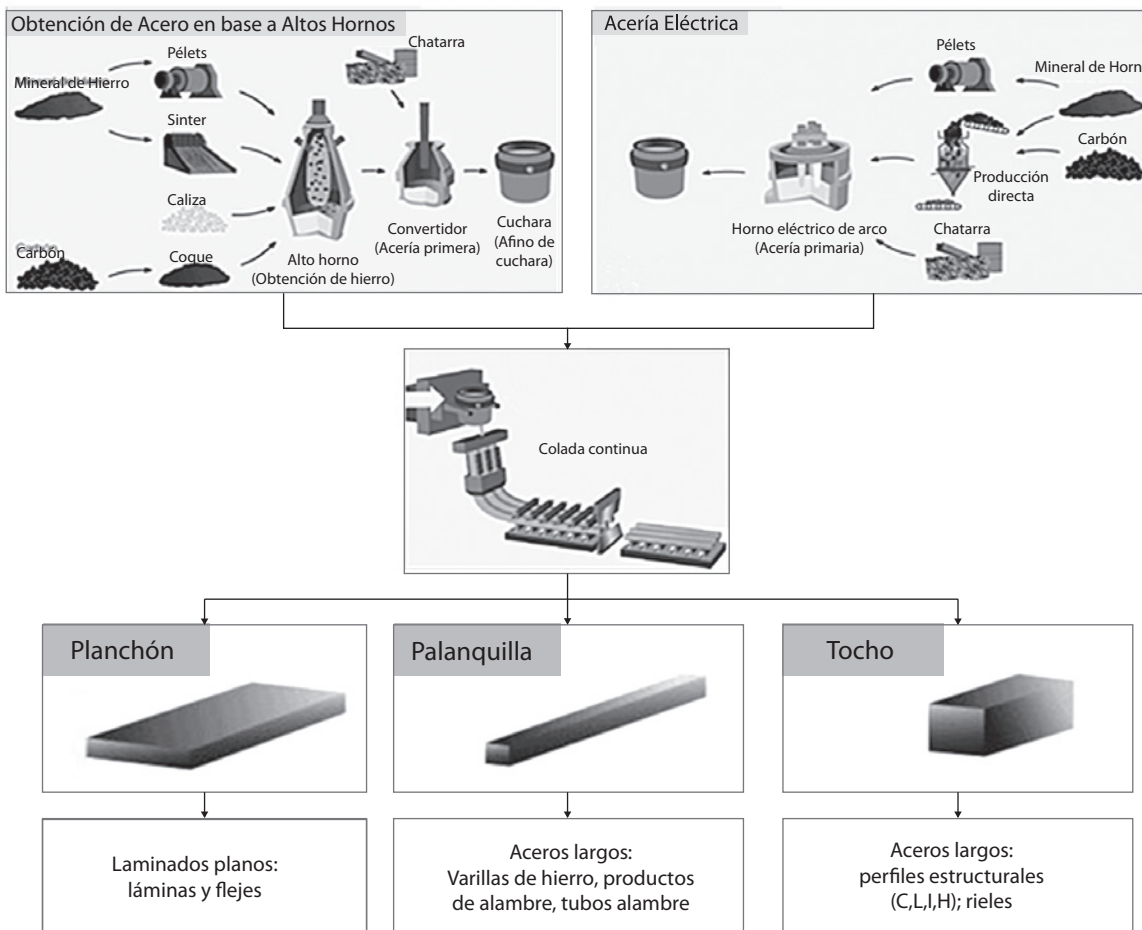 Obtención de Acero en base a Altos Hornos
Chatarra
Pélets
Mineral de Hierro
Sinter
Caliza
Carbón
Coque
Alto horno
(Obtención de hierro)
Convertidor
(Acería primera)
Cuchara
(Afino de
cuchara)
Acería Eléctrica
Pélets
Mineral de Horn
Carbón
Producción
directa
Horno eléctrico de arco
(Acería primaria)
Chatarra
Colada continua
Planchón
Palanquilla
Tocho
Laminados planos:
láminas y flejes
Aceros largos:
Varillas de hierro, productos
de alambre, tubos alambre
Aceros largos:
perfiles estructurales
(C,L,I,H); rieles